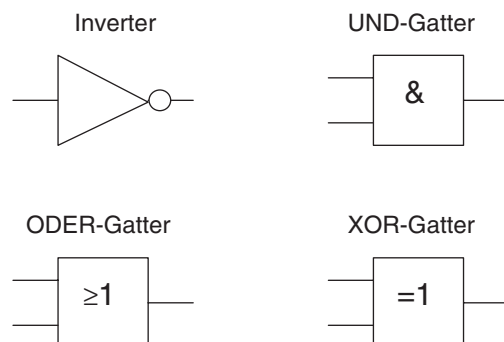 Inverter
UND-Gatter
&
ODER-Gatter
XOR-Gatter
≥1
=1